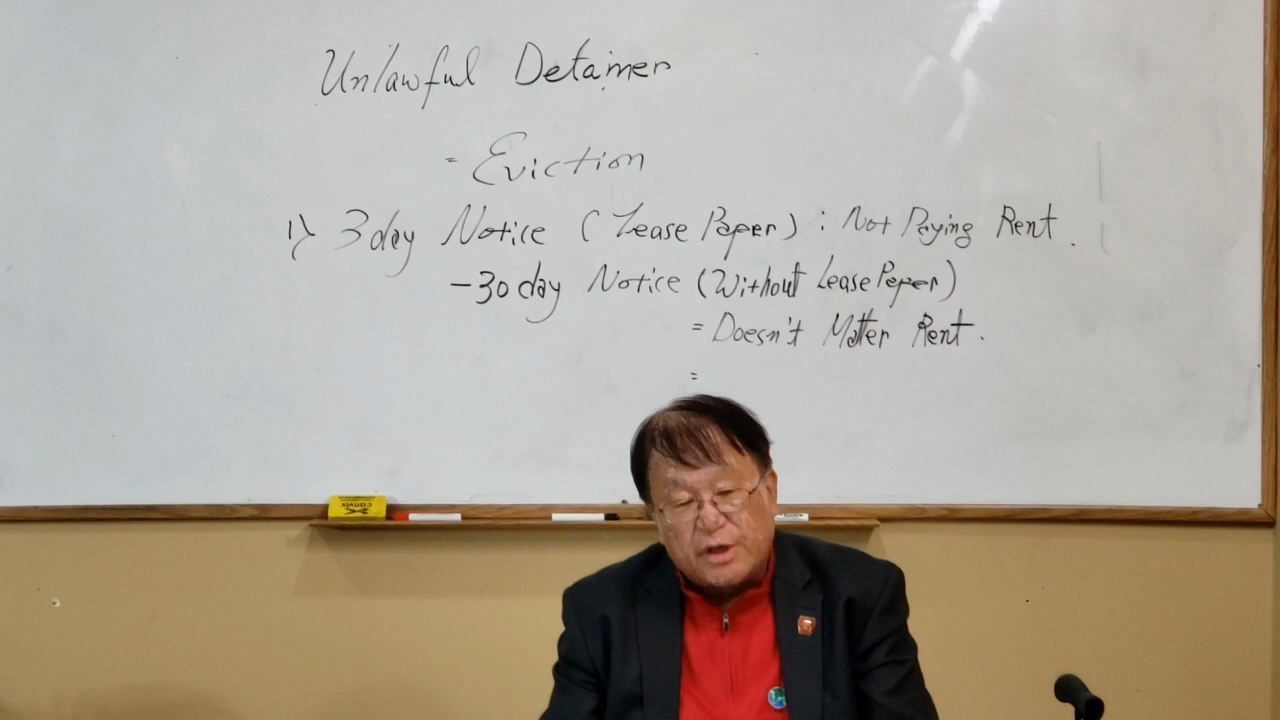 Unlawful Detainer
= Eviction
1> 3 day Notice (Lease Paper) : Not Paying Rent.
- 30 day Notice (Without Lease Paper)
= Doesn't Matter Rent.
=